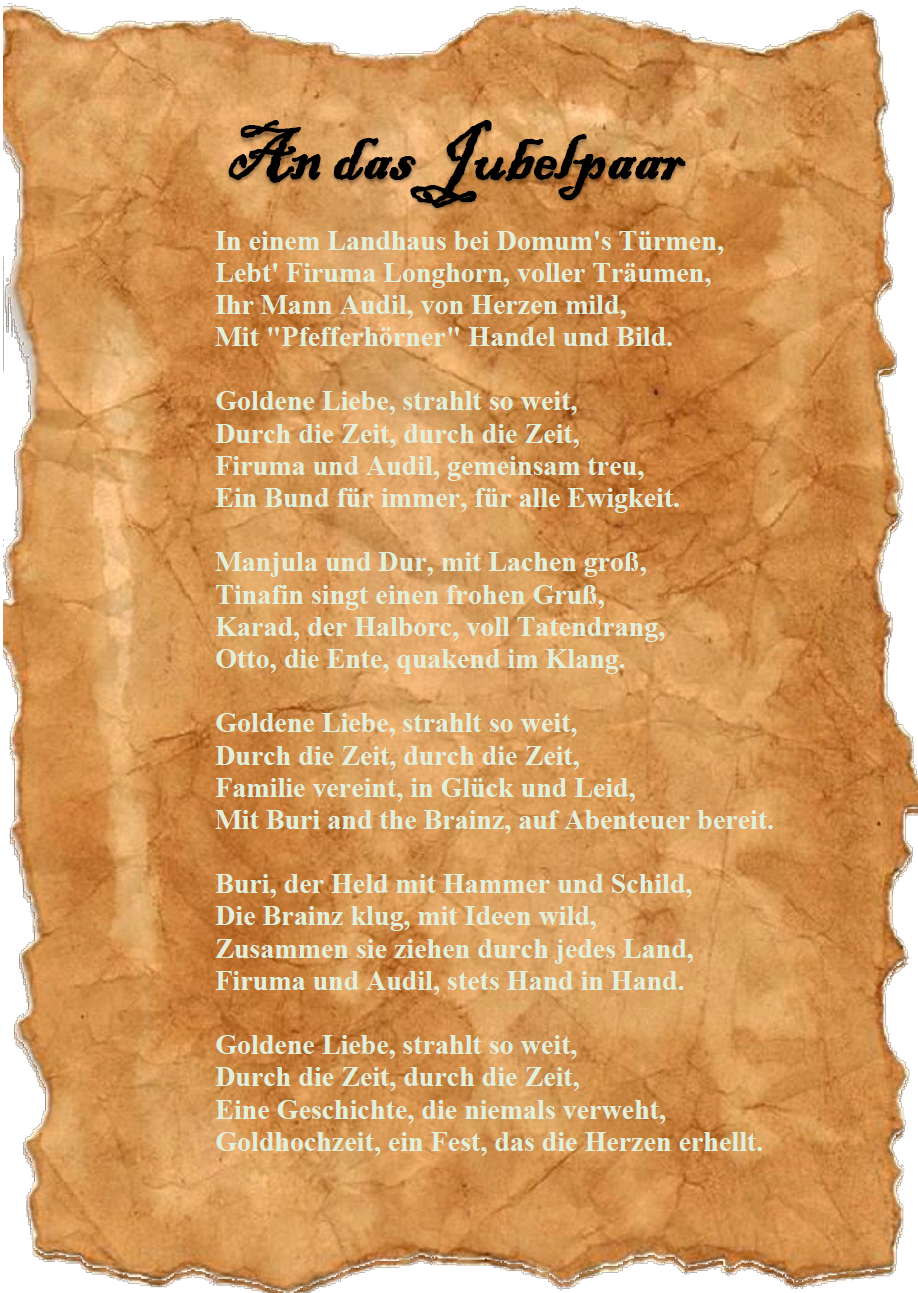 An das Jubelpaar
In einem Landhaus bei Domum's Türmen,
Lebt' Firuma Longhorn, voller Träumen,
Ihr Mann Audil, von Herzen mild,
Mit "Pfefferhörner" Handel und Bild.
Goldene Liebe, strahlt so weit,
Durch die Zeit, durch die Zeit,
Firuma und Audil, gemeinsam treu,
Ein Bund für immer, für alle Ewigkeit.
Manjula und Dur, mit Lachen groß,
Tinafin singt einen frohen Gruß,
Karad, der Halborc, voll Tatendrang,
Otto, die Ente, quakend im Klang.
Goldene Liebe, strahlt so weit,
Durch die Zeit, durch die Zeit,
Familie vereint, in Glück und Leid,
Mit Buri and the Brainz, auf Abenteuer bereit.
Buri, der Held mit Hammer und Schild,
Die Brainz klug, mit Ideen wild,
Zusammen sie ziehen durch jedes Land,
Firuma und Audil, stets Hand in Hand.
Goldene Liebe, strahlt so weit,
Durch die Zeit, durch die Zeit,
Eine Geschichte, die niemals verweht,
Goldhochzeit, ein Fest, das die Herzen erhellt.